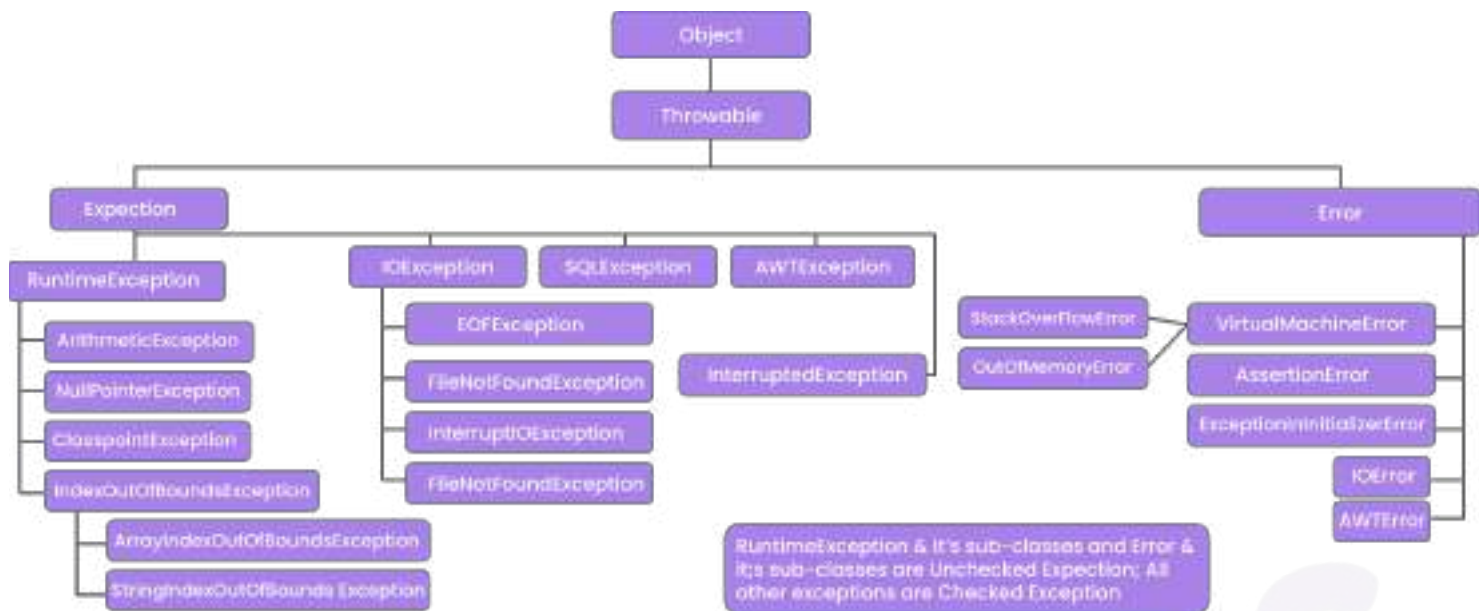 Object
Throwable
Expection
Error
RuntimeException
IOException
SQLException
AWTException
ArithmeticException
NullPointerException
ClasspointException
IndexOutOfBoundsException
ArrayIndexOutOfBoundsException
StringIndexOutOfBounds Exception
EOFException
FileNotFoundException
InterruptIOException
FileNotFoundException
InterruptedException
StackOverFlowError
OutOfMemoryError
VirtualMachineError
AssertionError
ExceptionInInitializerError
IOError
AWTError
RuntimeException & it's sub-classes and Error &
it;s sub-classes are Unchecked Expection; All
other exceptions are Checked Exception